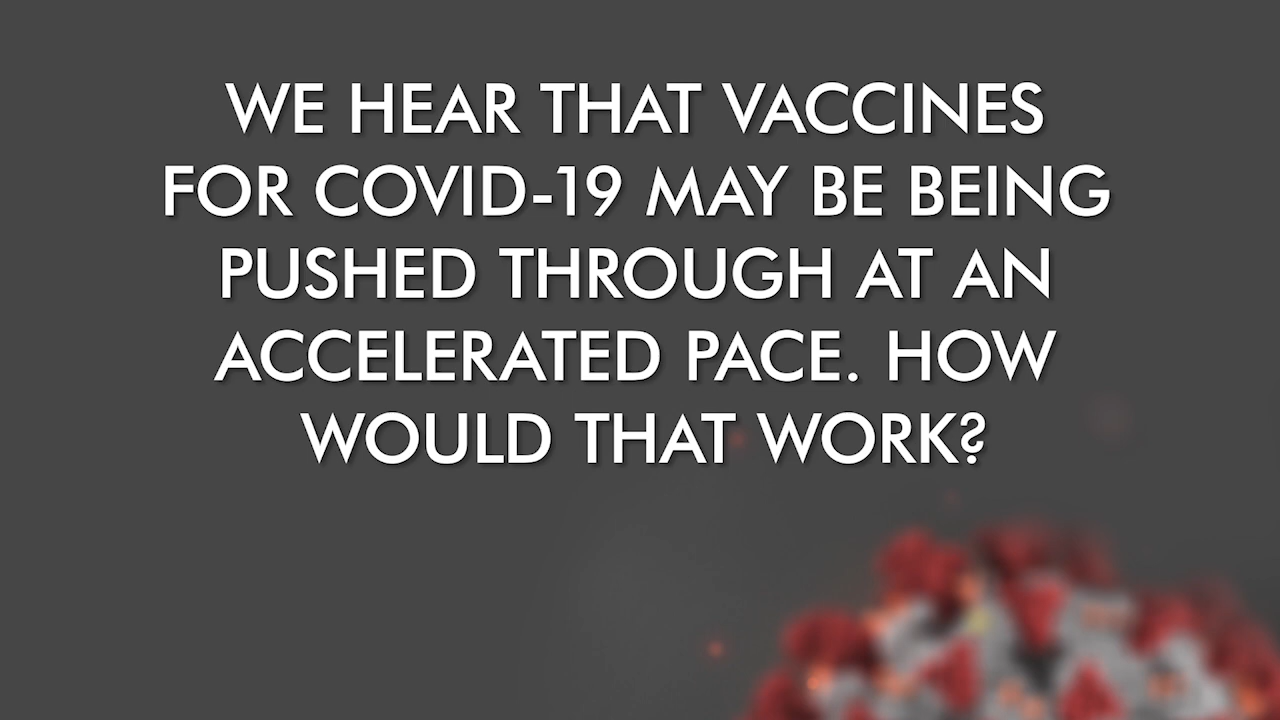 WE HEAR THAT VACCINES
FOR COVID-19 MAY BE BEING
PUSHED THROUGH AT AN
ACCELERATED PACE. HOW
WOULD THAT WORK?